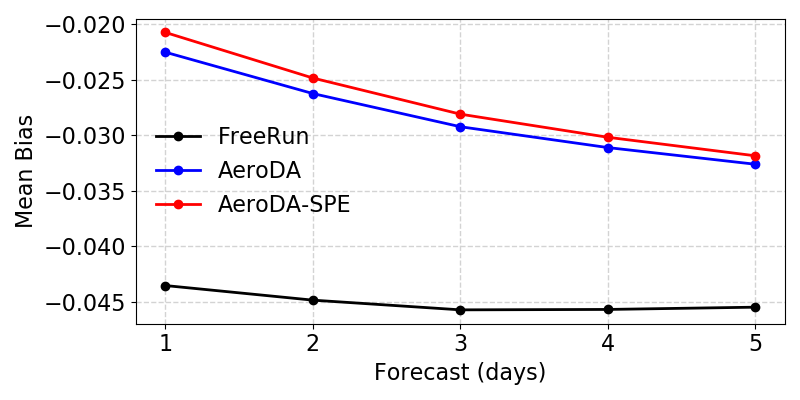 −0.020
−0.025
−0.030
−0.035
−0.040
−0.045
Mean Bias
FreeRun
AeroDA
AeroDA-SPE
1 2 3 4 5
Forecast (days)